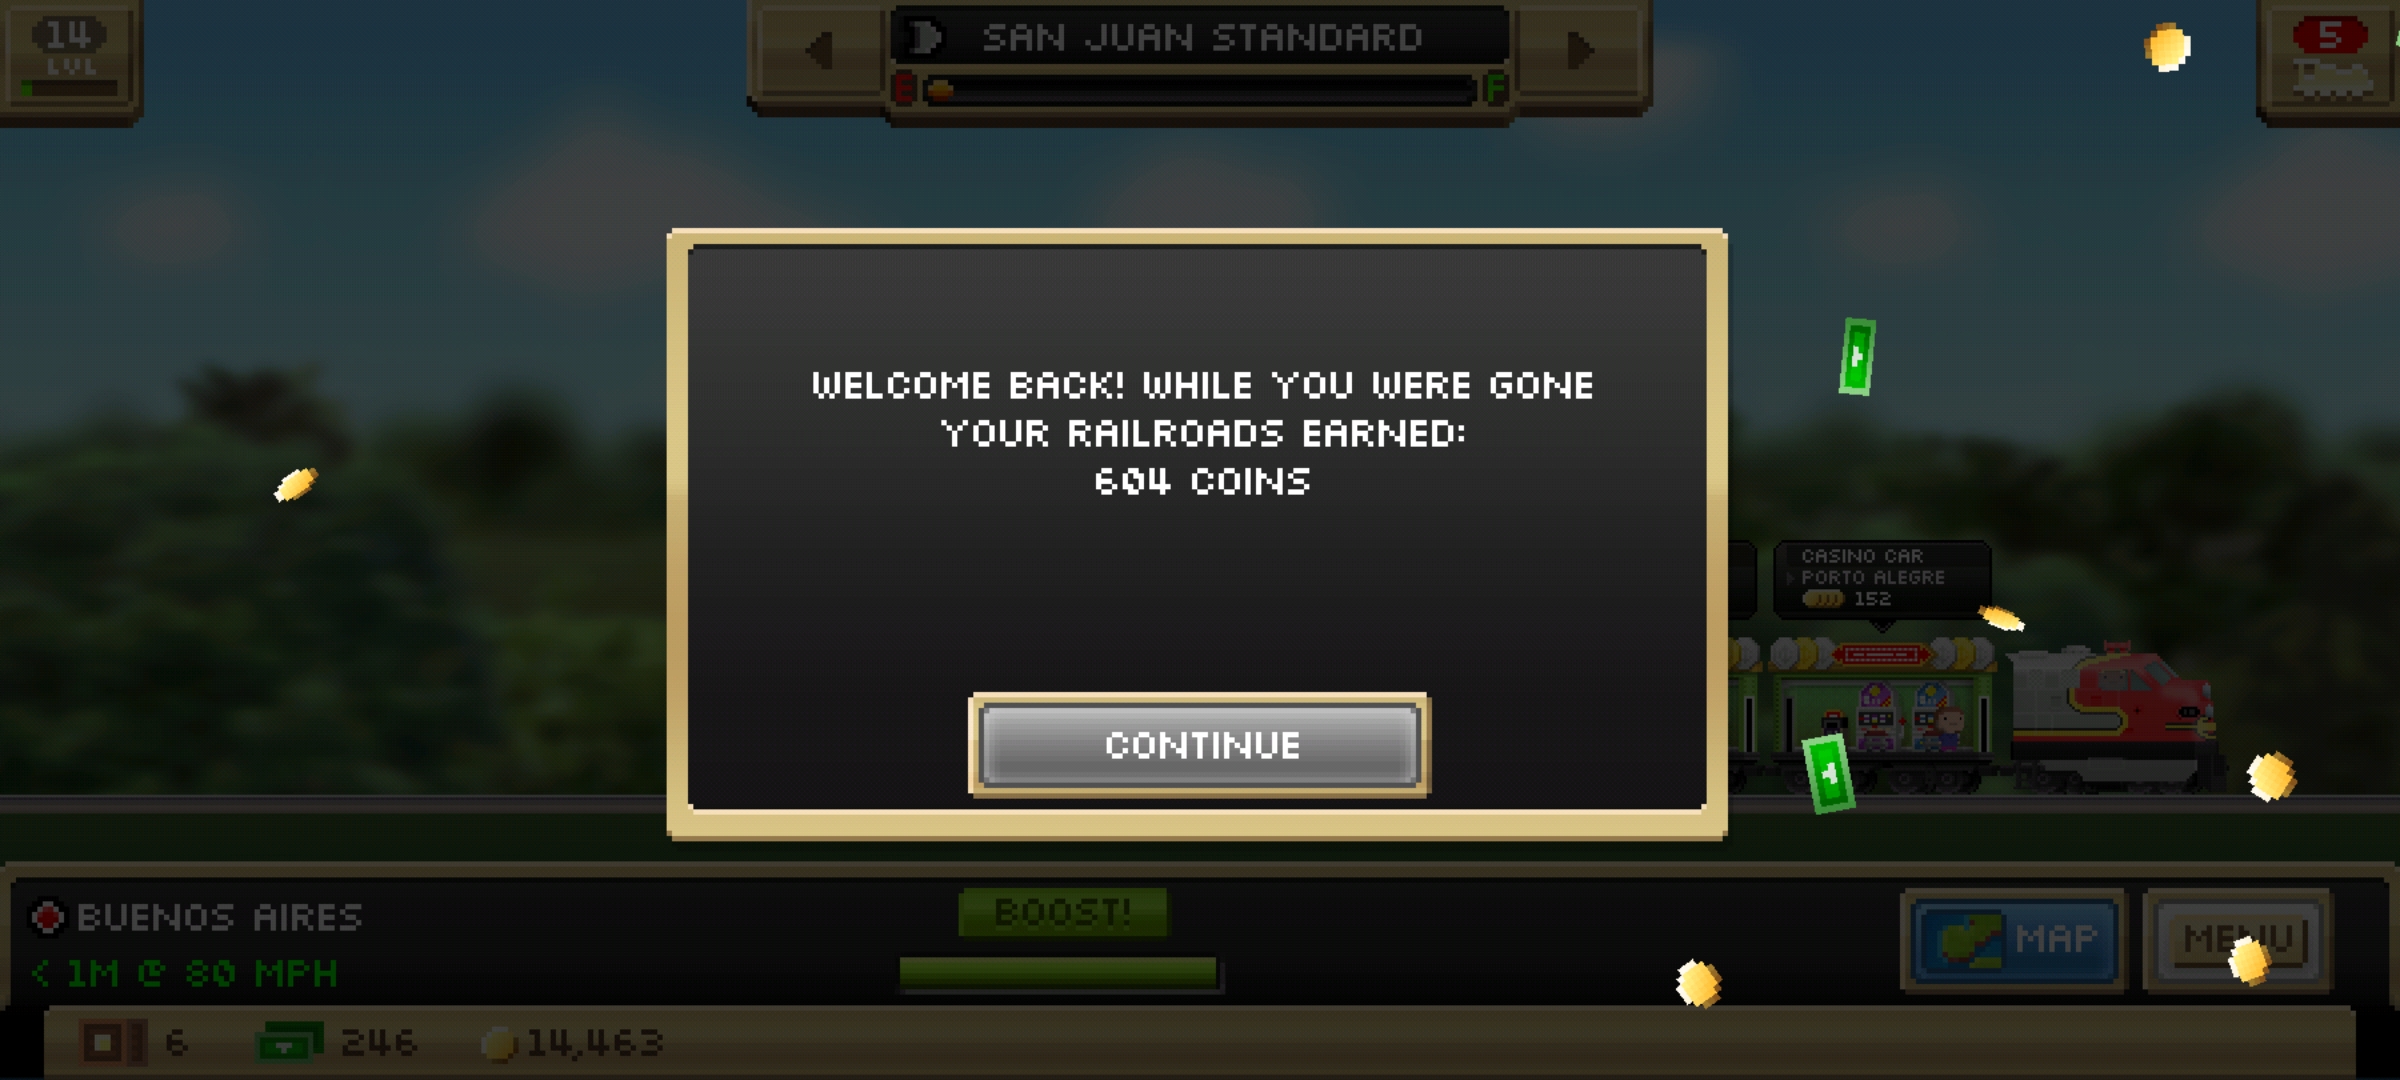 14
LVL
SAN JUAN STANDARD
E
F
5
WELCOME BACK! WHILE YOU WERE GONE
YOUR RAILROADS EARNED:
604 COINS
CONTINUE
CASINO CAR
PORTO ALEGRE
152
BUENOS AIRES
< 1M @ 80 MPH
BOOST!
MAP
MENU
6
246
14,463